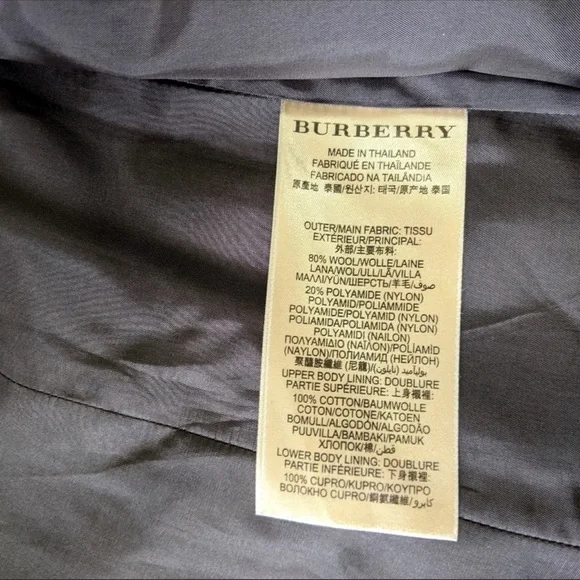 BURBERRY
MADE IN THAILAND
FABRIQUÉ EN THAÏLANDE
FABRICADO NA TAILÂNDIA
原產地 泰國/원산지: 태국/原产地 泰国
OUTER/MAIN FABRIC: TISSU
EXTÉRIEUR/PRINCIPAL:
外部/主要布料:
80% WOOL/WOLLE/LAINE
LANA/WOL/ULL/LÃ/VILLA
ΜΑΛΛΙ/YÜN/ШЕРСТЬ/羊毛/صوف
20% POLYAMIDE (NYLON)
POLYAMID/POLIAMMIDE
POLYAMIDE/POLYAMID (NYLON)
POLIAMIDA/POLIAMIDA (NYLON)
POLYAMIDI (NAILON)
ΠΟΛΥΑΜΙΔΙΟ (ΝΑΪΛΟΝ)/POLİAMİD
(NAYLON)/ПОЛИАМИД (НЕЙЛОН)
聚醯胺纖維 (尼龍)/(نايلون) بولياميد
UPPER BODY LINING: DOUBLURE
PARTIE SUPÉRIEURE: 上身襯裡:
100% COTTON/BAUMWOLLE
COTON/COTONE/KATOEN
BOMULL/ALGODÓN/ALGODÃO
PUUVILLA/ΒΑΜΒΑΚΙ/PAMUK
ХЛОПОК/棉/قطن
LOWER BODY LINING: DOUBLURE
PARTIE INFÉRIEURE: 下身襯裡:
100% CUPRO/KUPRO/ΚΟΥΠΡΟ
ВОЛОКНО CUPRO/銅氨纖維/كابرو